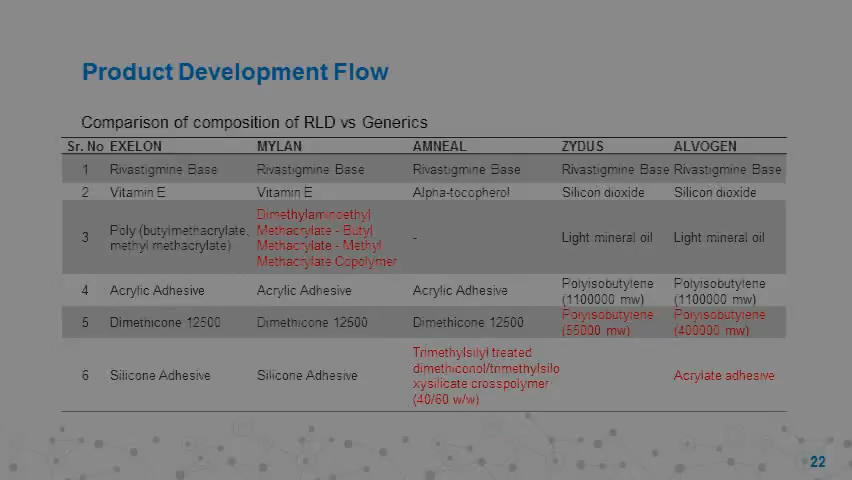 Product Development Flow
Comparison of composition of RLD vs Generics
Sr. No EXELON MYLAN AMNEAL ZYDUS ALVOGEN
1 Rivastigmine Base Rivastigmine Base Rivastigmine Base Rivastigmine Base Rivastigmine Base
2 Vitamin E Vitamin E Alpha-tocopherol Silicon dioxide Silicon dioxide
3 Poly (butylmethacrylate, methyl methacrylate) Dimethylaminoethyl Methacrylate - Butyl Methacrylate - Methyl Methacrylate Copolymer - Light mineral oil Light mineral oil
4 Acrylic Adhesive Acrylic Adhesive Acrylic Adhesive Polyisobutylene (1100000 mw) Polyisobutylene (1100000 mw)
5 Dimethicone 12500 Dimethicone 12500 Dimethicone 12500 Polyisobutylene (55000 mw) Polyisobutylene (400000 mw)
6 Silicone Adhesive Silicone Adhesive Trimethylsilyl treated dimethiconol/trimethylsilo xysilicate crosspolymer (40/60 w/w) Acrylate adhesive
22